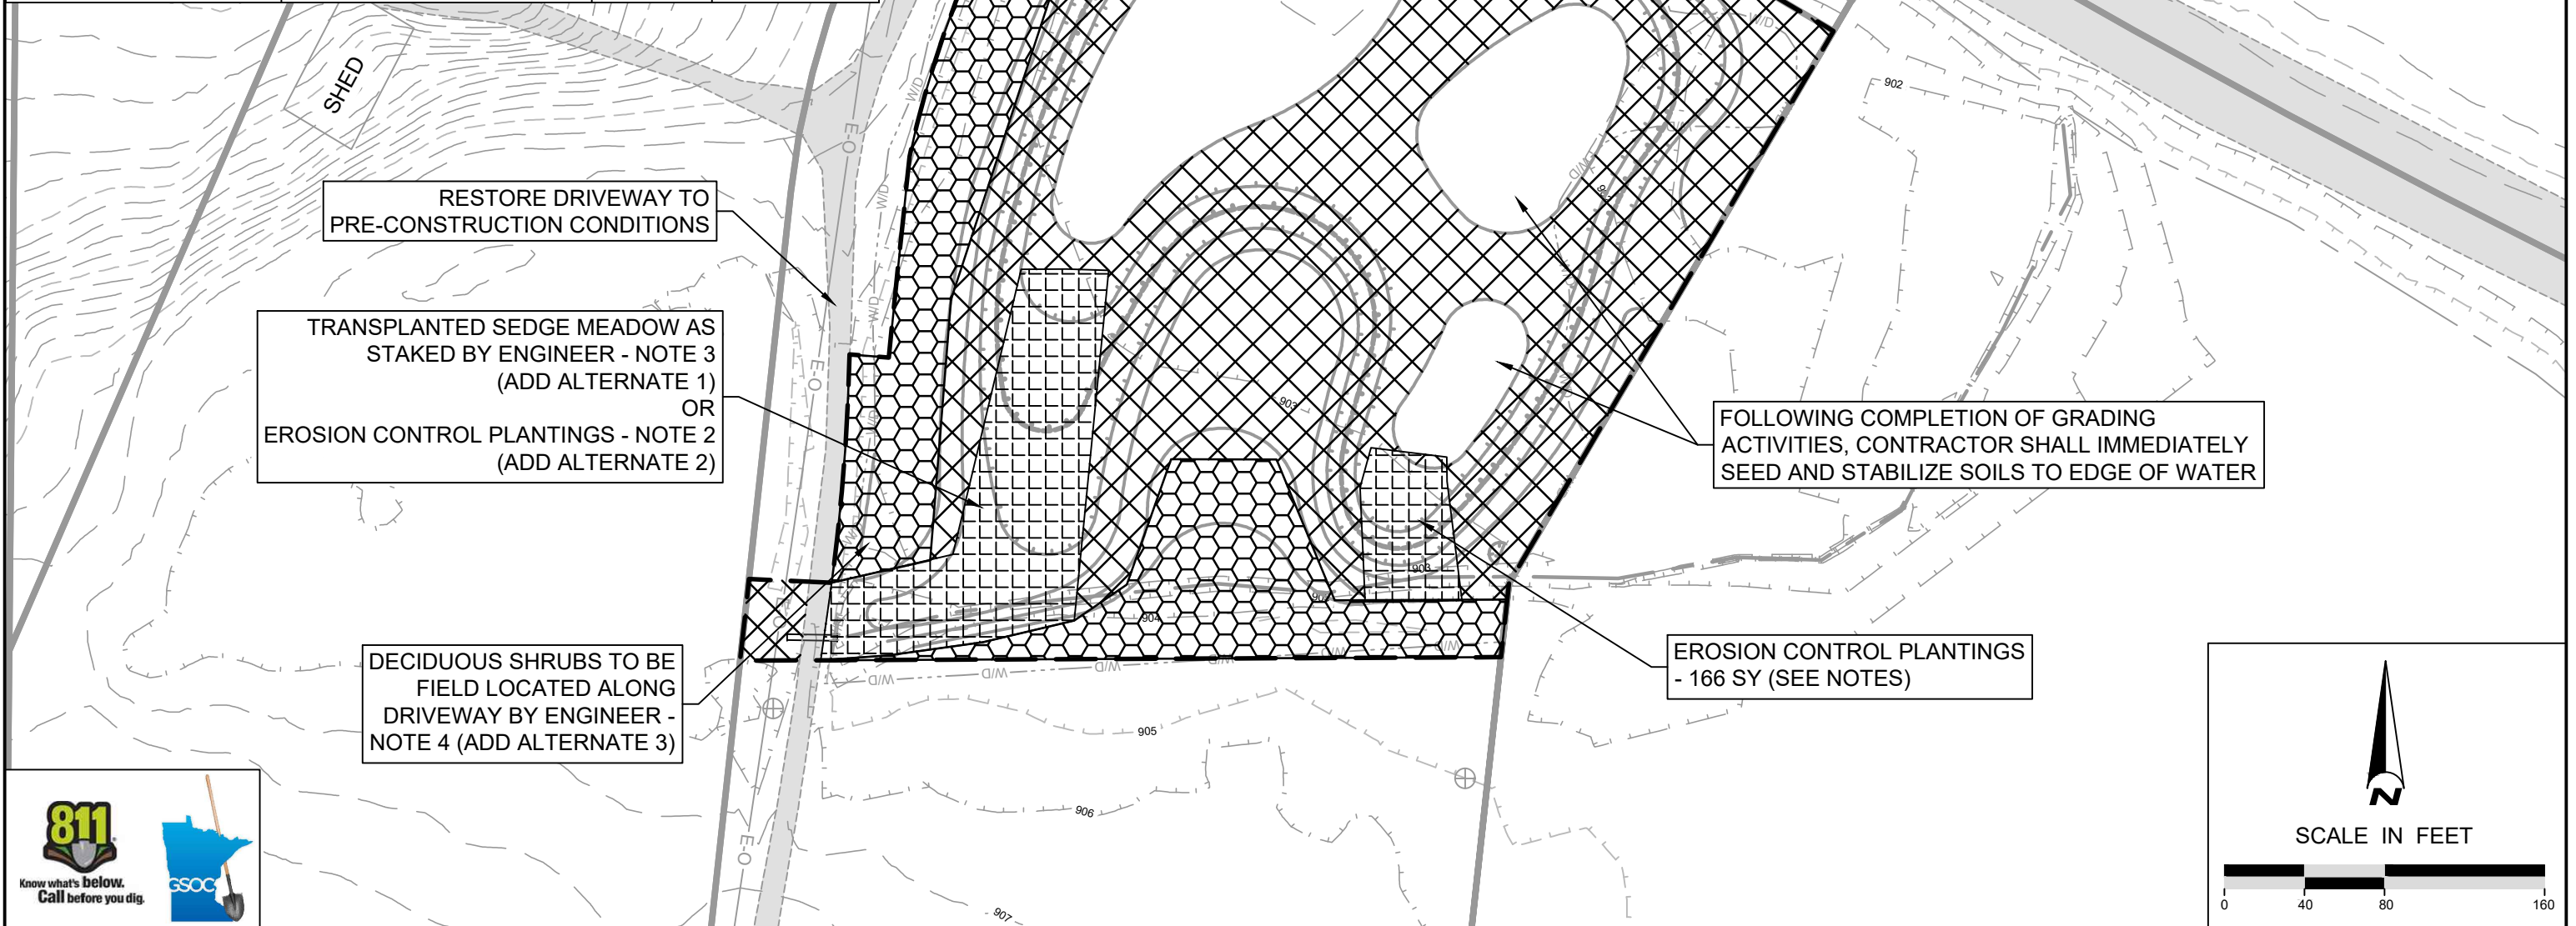 SHED
902
RESTORE DRIVEWAY TO
PRE-CONSTRUCTION CONDITIONS
TRANSPLANTED SEDGE MEADOW AS
STAKED BY ENGINEER - NOTE 3
(ADD ALTERNATE 1)
OR
EROSION CONTROL PLANTINGS - NOTE 2
(ADD ALTERNATE 2)
FOLLOWING COMPLETION OF GRADING
ACTIVITIES, CONTRACTOR SHALL IMMEDIATELY
SEED AND STABILIZE SOILS TO EDGE OF WATER
DECIDUOUS SHRUBS TO BE
FIELD LOCATED ALONG
DRIVEWAY BY ENGINEER -
NOTE 4 (ADD ALTERNATE 3)
EROSION CONTROL PLANTINGS
- 166 SY (SEE NOTES)
E-O
E-O
E-O
W/D
W/D
W/D
W/D
W/D
W/D
W/D
W/D
W/D
903
903
904
905
906
907
811
Know what's below.
Call before you dig.
GSOC
N
SCALE IN FEET
0 40 80 160